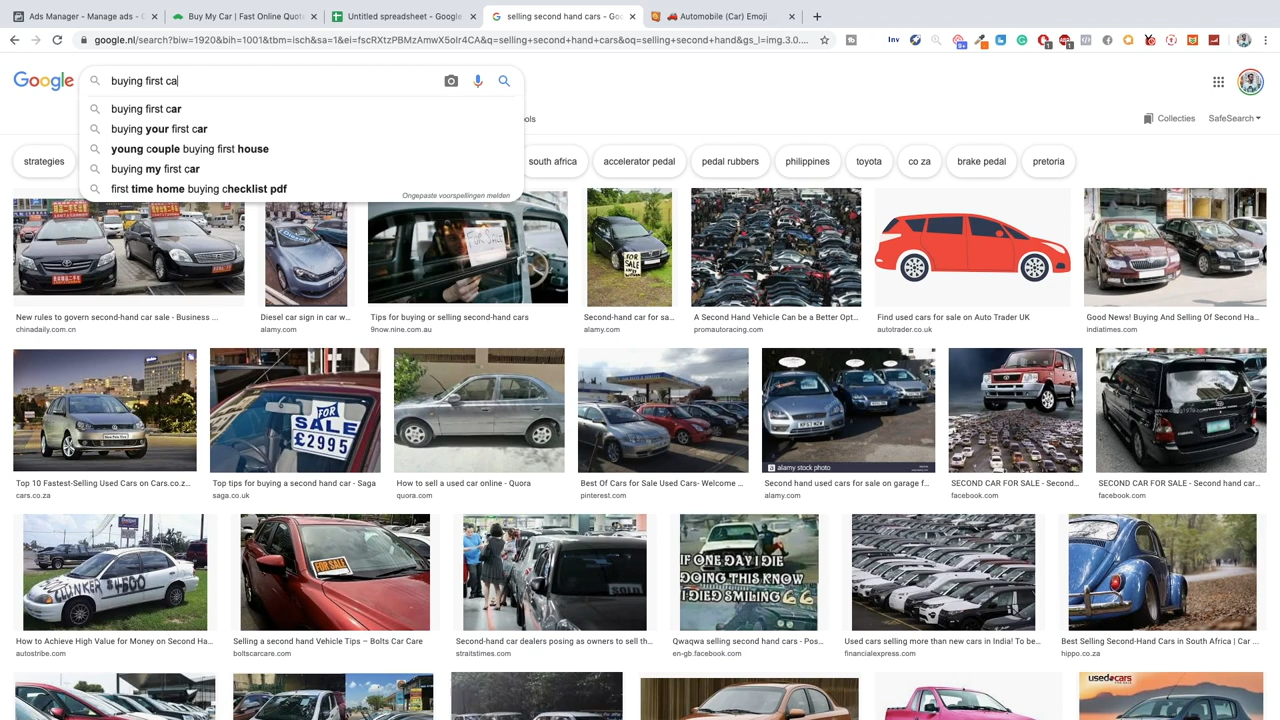 Ads Manager - Manage ads - G
Buy My Car | Fast Online Quote
Untitled spreadsheet - Google
selling second hand cars - Goo
Automobile (Car) Emoji
google.nl/search?biw=1920&bih=1001&tbm=isch&sa=1&ei=fscRXtzPBMzAmwX5oIr4CA&q=selling+second+hand+cars&oq=selling+second+hand&gs_l=img.3.0....
Inv
Google
buying first ca
buying first car
buying your first car
young couple buying first house
buying my first car
first time home buying checklist pdf
Ongepaste voorspellingen melden
ools
Collecties
SafeSearch
strategies
south africa
accelerator pedal
pedal rubbers
philippines
toyota
co za
brake pedal
pretoria
FOR SALE
FOR SALE
New rules to govern second-hand car sale - Business ...
chinadaily.com.cn
Diesel car sign in car w...
alamy.com
Tips for buying or selling second-hand cars
9now.nine.com.au
Second-hand car for sa...
alamy.com
A Second Hand Vehicle Can be a Better Opt...
promautoracing.com
Find used cars for sale on Auto Trader UK
autotrader.co.uk
Good News! Buying And Selling Of Second Ha...
indiatimes.com
FOR
SALE
£2995
alamy stock photo
Top 10 Fastest-Selling Used Cars on Cars.co.z...
cars.co.za
Top tips for buying a second hand car - Saga
saga.co.uk
How to sell a used car online - Quora
quora.com
Best Of Cars for Sale Used Cars- Welcome ...
pinterest.com
Second hand used cars for sale on garage f...
alamy.com
SECOND CAR FOR SALE - Second...
facebook.com
SECOND CAR FOR SALE - Second hand car...
facebook.com
CLUNKER $4500
FOR SALE
SOLD
IF ONE DAY I DIE
DOING THIS KNOW
I DIED SMILING
How to Achieve High Value for Money on Second Ha...
autostribe.com
Selling a second hand Vehicle Tips – Bolts Car Care
boltscarcare.com
Second-hand car dealers posing as owners to sell th...
straitstimes.com
Qwaqwa selling second hand cars - Pos...
en-gb.facebook.com
Used cars selling more than new cars in India! To be...
financialexpress.com
Best Selling Second-Hand Cars in South Africa | Car ...
hippo.co.za
used cars